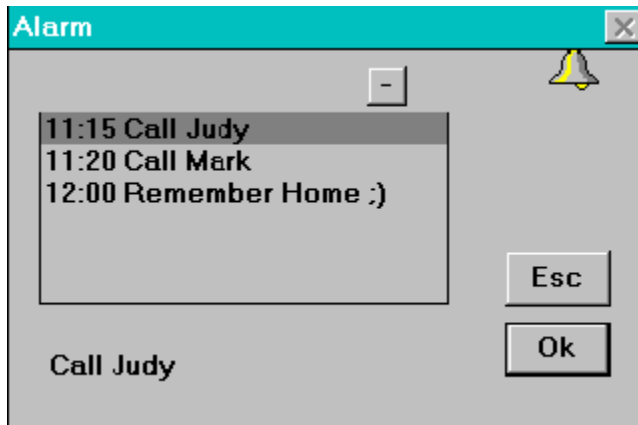 Alarm
-
11:15 Call Judy
11:20 Call Mark
12:00 Remember Home ;)
Esc
Ok
Call Judy